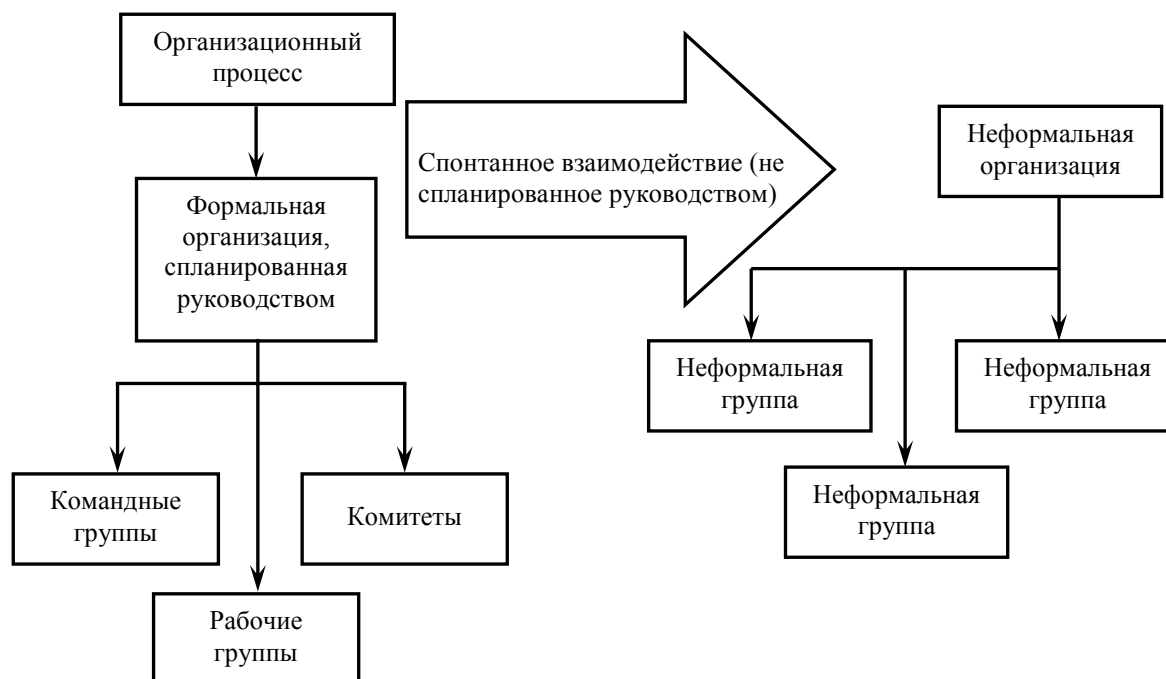 Организационный
процесс
Формальная
организация,
спланированная
руководством
Командные
группы
Комитеты
Рабочие
группы
Спонтанное взаимодействие (не
спланированное руководством)
Неформальная
организация
Неформальная
группа
Неформальная
группа
Неформальная
группа